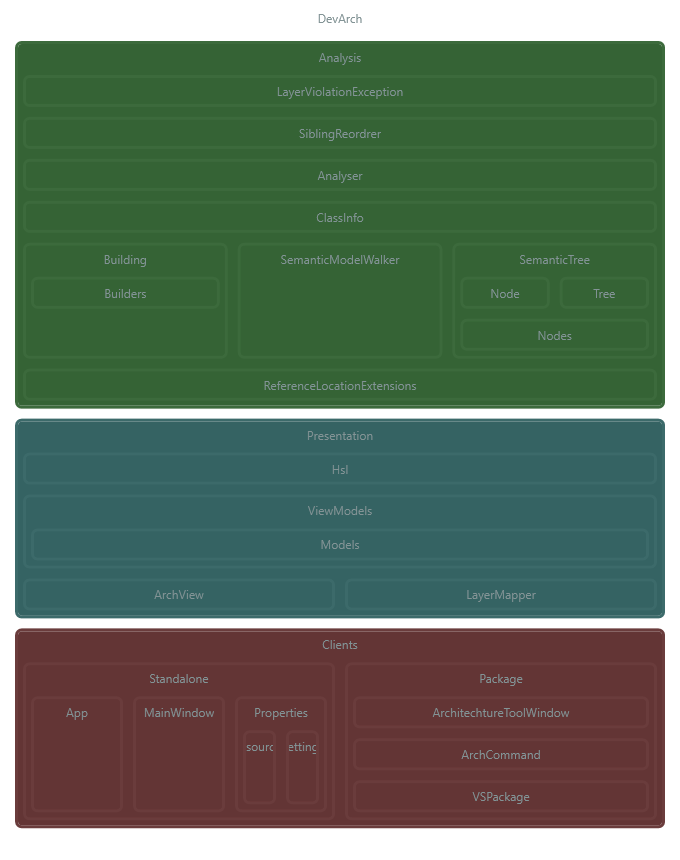 DevArch
Analysis
LayerViolationException
SiblingReordrer
Analyser
ClassInfo
Building SemanticModelWalker SemanticTree
Builders Node Tree
Nodes
ReferenceLocationExtensions
Presentation
Hsl
ViewModels
Models
ArchView LayerMapper
Clients
Standalone Package
App MainWindow Properties ArchitechtureToolWindow
sourc etting ArchCommand
VSPackage